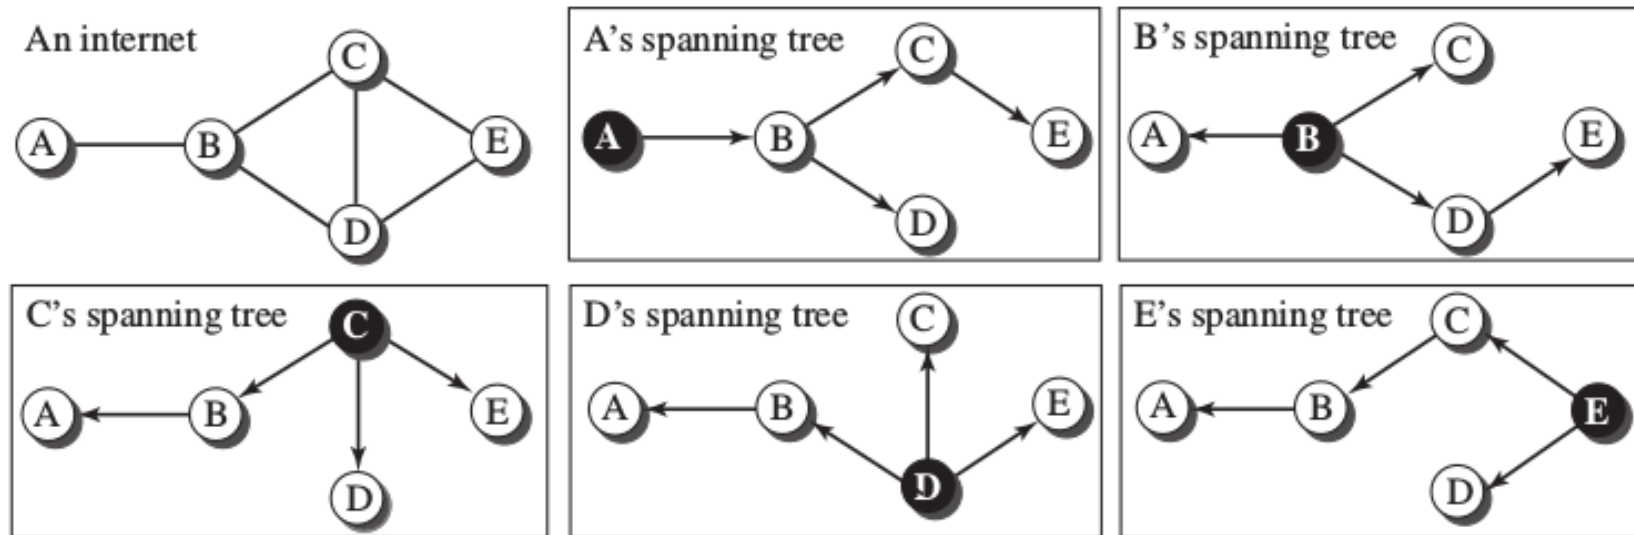 An internet
A
B
C
D
E
A's spanning tree
A
B
C
D
E
B's spanning tree
A
B
C
D
E
C's spanning tree
A
B
C
D
E
D's spanning tree
A
B
C
D
E
E's spanning tree
A
B
C
D
E